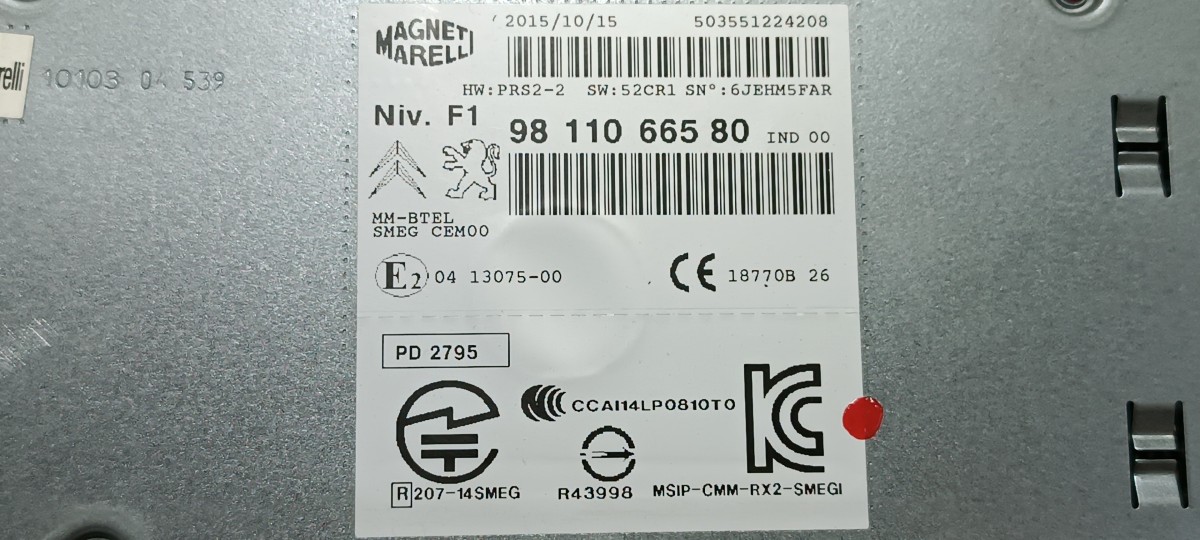 relli
10103 04 539
MAGNETI
MARELLI
2015/10/15
503551224208
HW:PRS2-2 SW:52CR1 SN°:6JEHM5FAR
Niv. F1
98 110 665 80 IND 00
MM-BTEL
SMEG CEM00
E2 04 13075-00
CE 18770B 26
PD 2795
CCAI14LP0810T0
R 207-14SMEG
R43998
MSIP-CMM-RX2-SMEGI